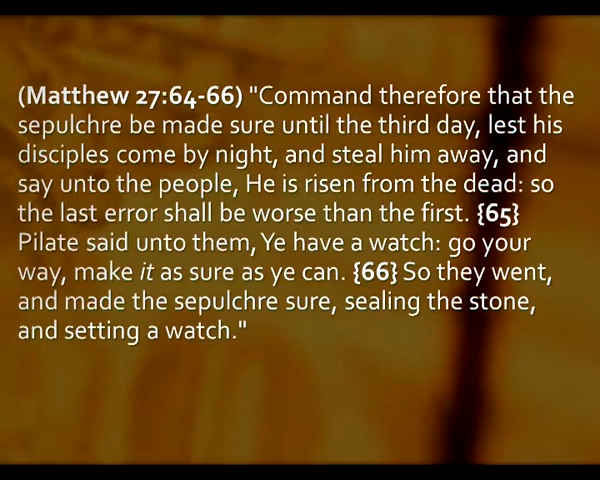 (Matthew 27:64-66) "Command therefore that the
sepulchre be made sure until the third day, lest his
disciples come by night, and steal him away, and
say unto the people, He is risen from the dead: so
the last error shall be worse than the first. {65}
Pilate said unto them, Ye have a watch: go your
way, make it as sure as ye can. {66} So they went,
and made the sepulchre sure, sealing the stone,
and setting a watch."